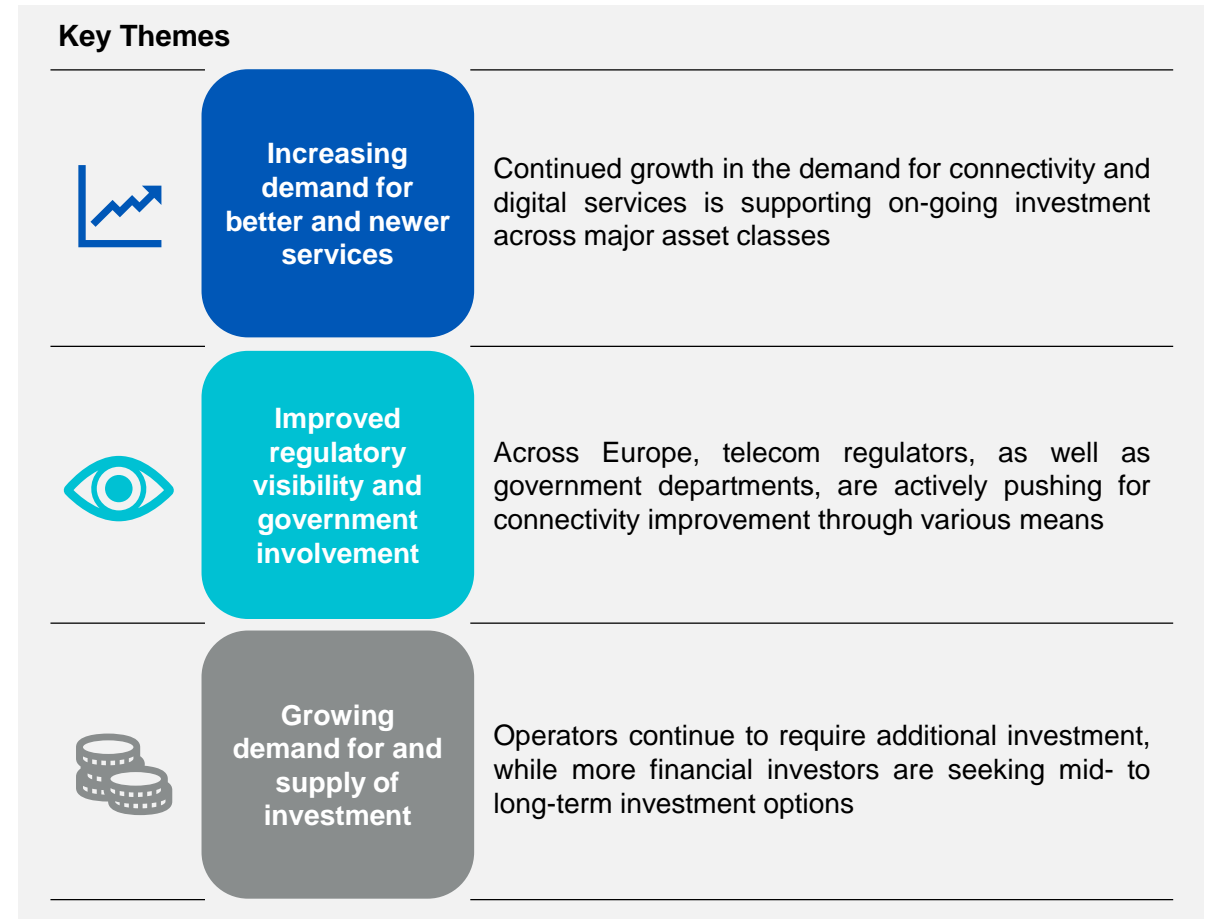 Key Themes
Increasing
demand for
better and newer
services
Continued growth in the demand for connectivity and
digital services is supporting on-going investment
across major asset classes
Improved
regulatory
visibility and
government
involvement
Across Europe, telecom regulators, as well as
government departments, are actively pushing for
connectivity improvement through various means
Growing
demand for and
supply of
investment
Operators continue to require additional investment,
while more financial investors are seeking mid- to
long-term investment options